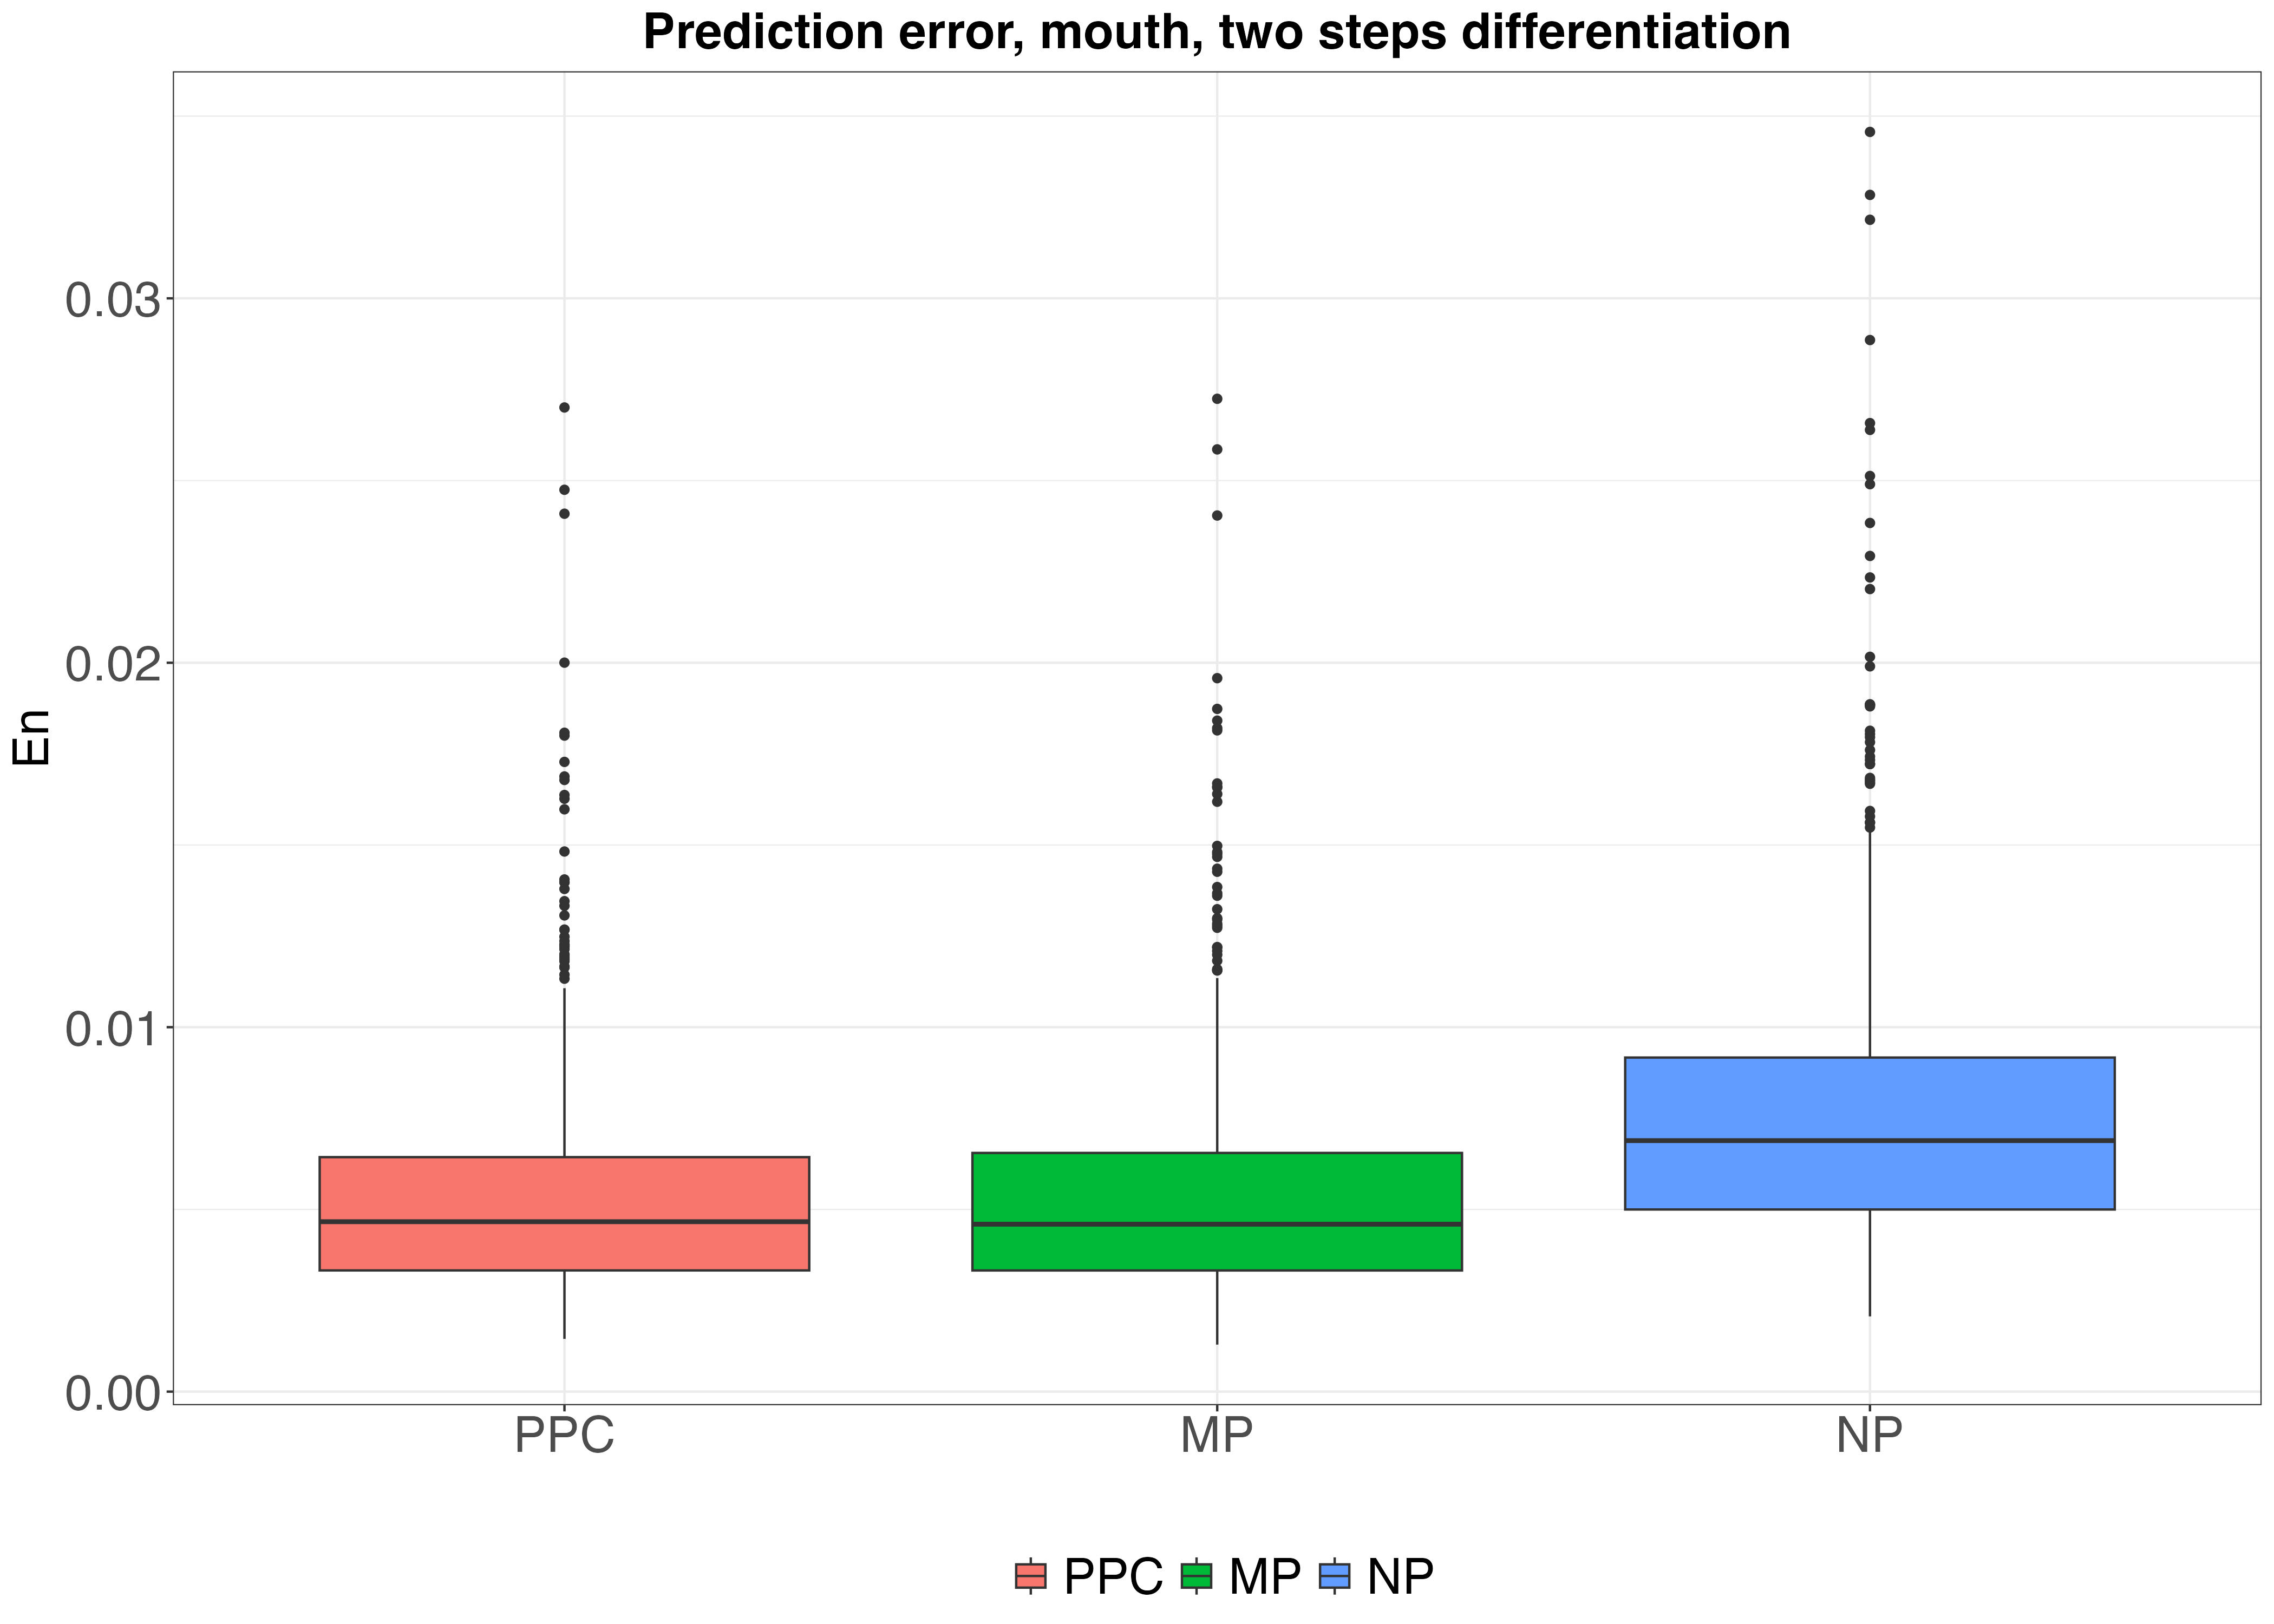 Prediction error, mouth, two steps differentiation
En
0.03
0.02
0.01
0.00
PPC MP NP
PPC MP NP